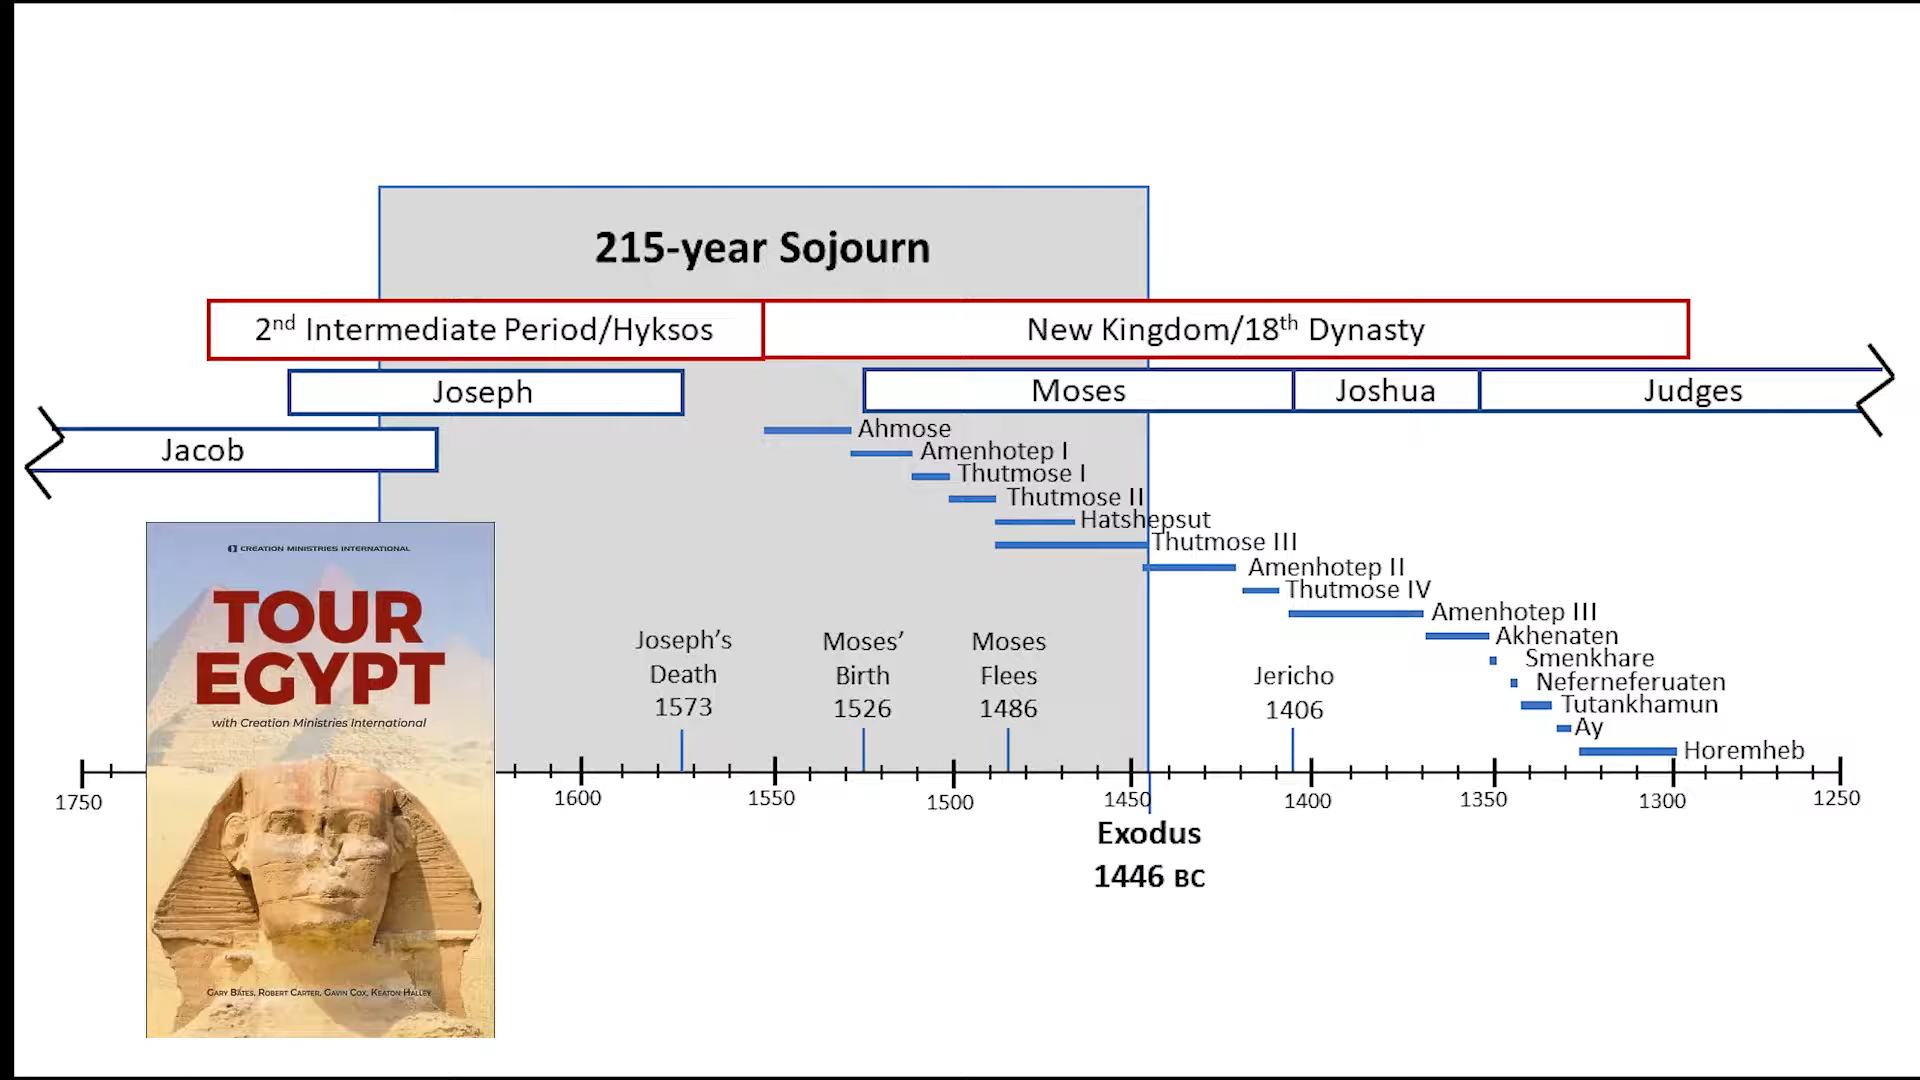 215-year Sojourn
2nd Intermediate Period/Hyksos
New Kingdom/18th Dynasty
Joseph
Moses
Joshua
Judges
Jacob
Ahmose
Amenhotep I
Thutmose I
Thutmose II
Hatshepsut
Thutmose III
Amenhotep II
Thutmose IV
Amenhotep III
Akhenaten
Smenkhare
Neferneferuaten
Tutankhamun
Ay
Horemheb
CREATION MINISTRIES INTERNATIONAL
TOUR
EGYPT
with Creation Ministries International
GARY BATES, ROBERT CARTER, GAVIN COX, KEATON HALLEY
Joseph's
Death
1573
Moses'
Birth
1526
Moses
Flees
1486
Jericho
1406
1750
1600
1550
1500
1450
1400
1350
1300
1250
Exodus
1446 BC